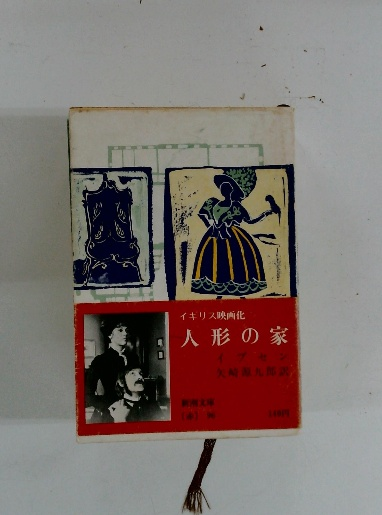 イギリス映画化
人形の家
イプセン
矢崎源九郎訳
新潮文庫